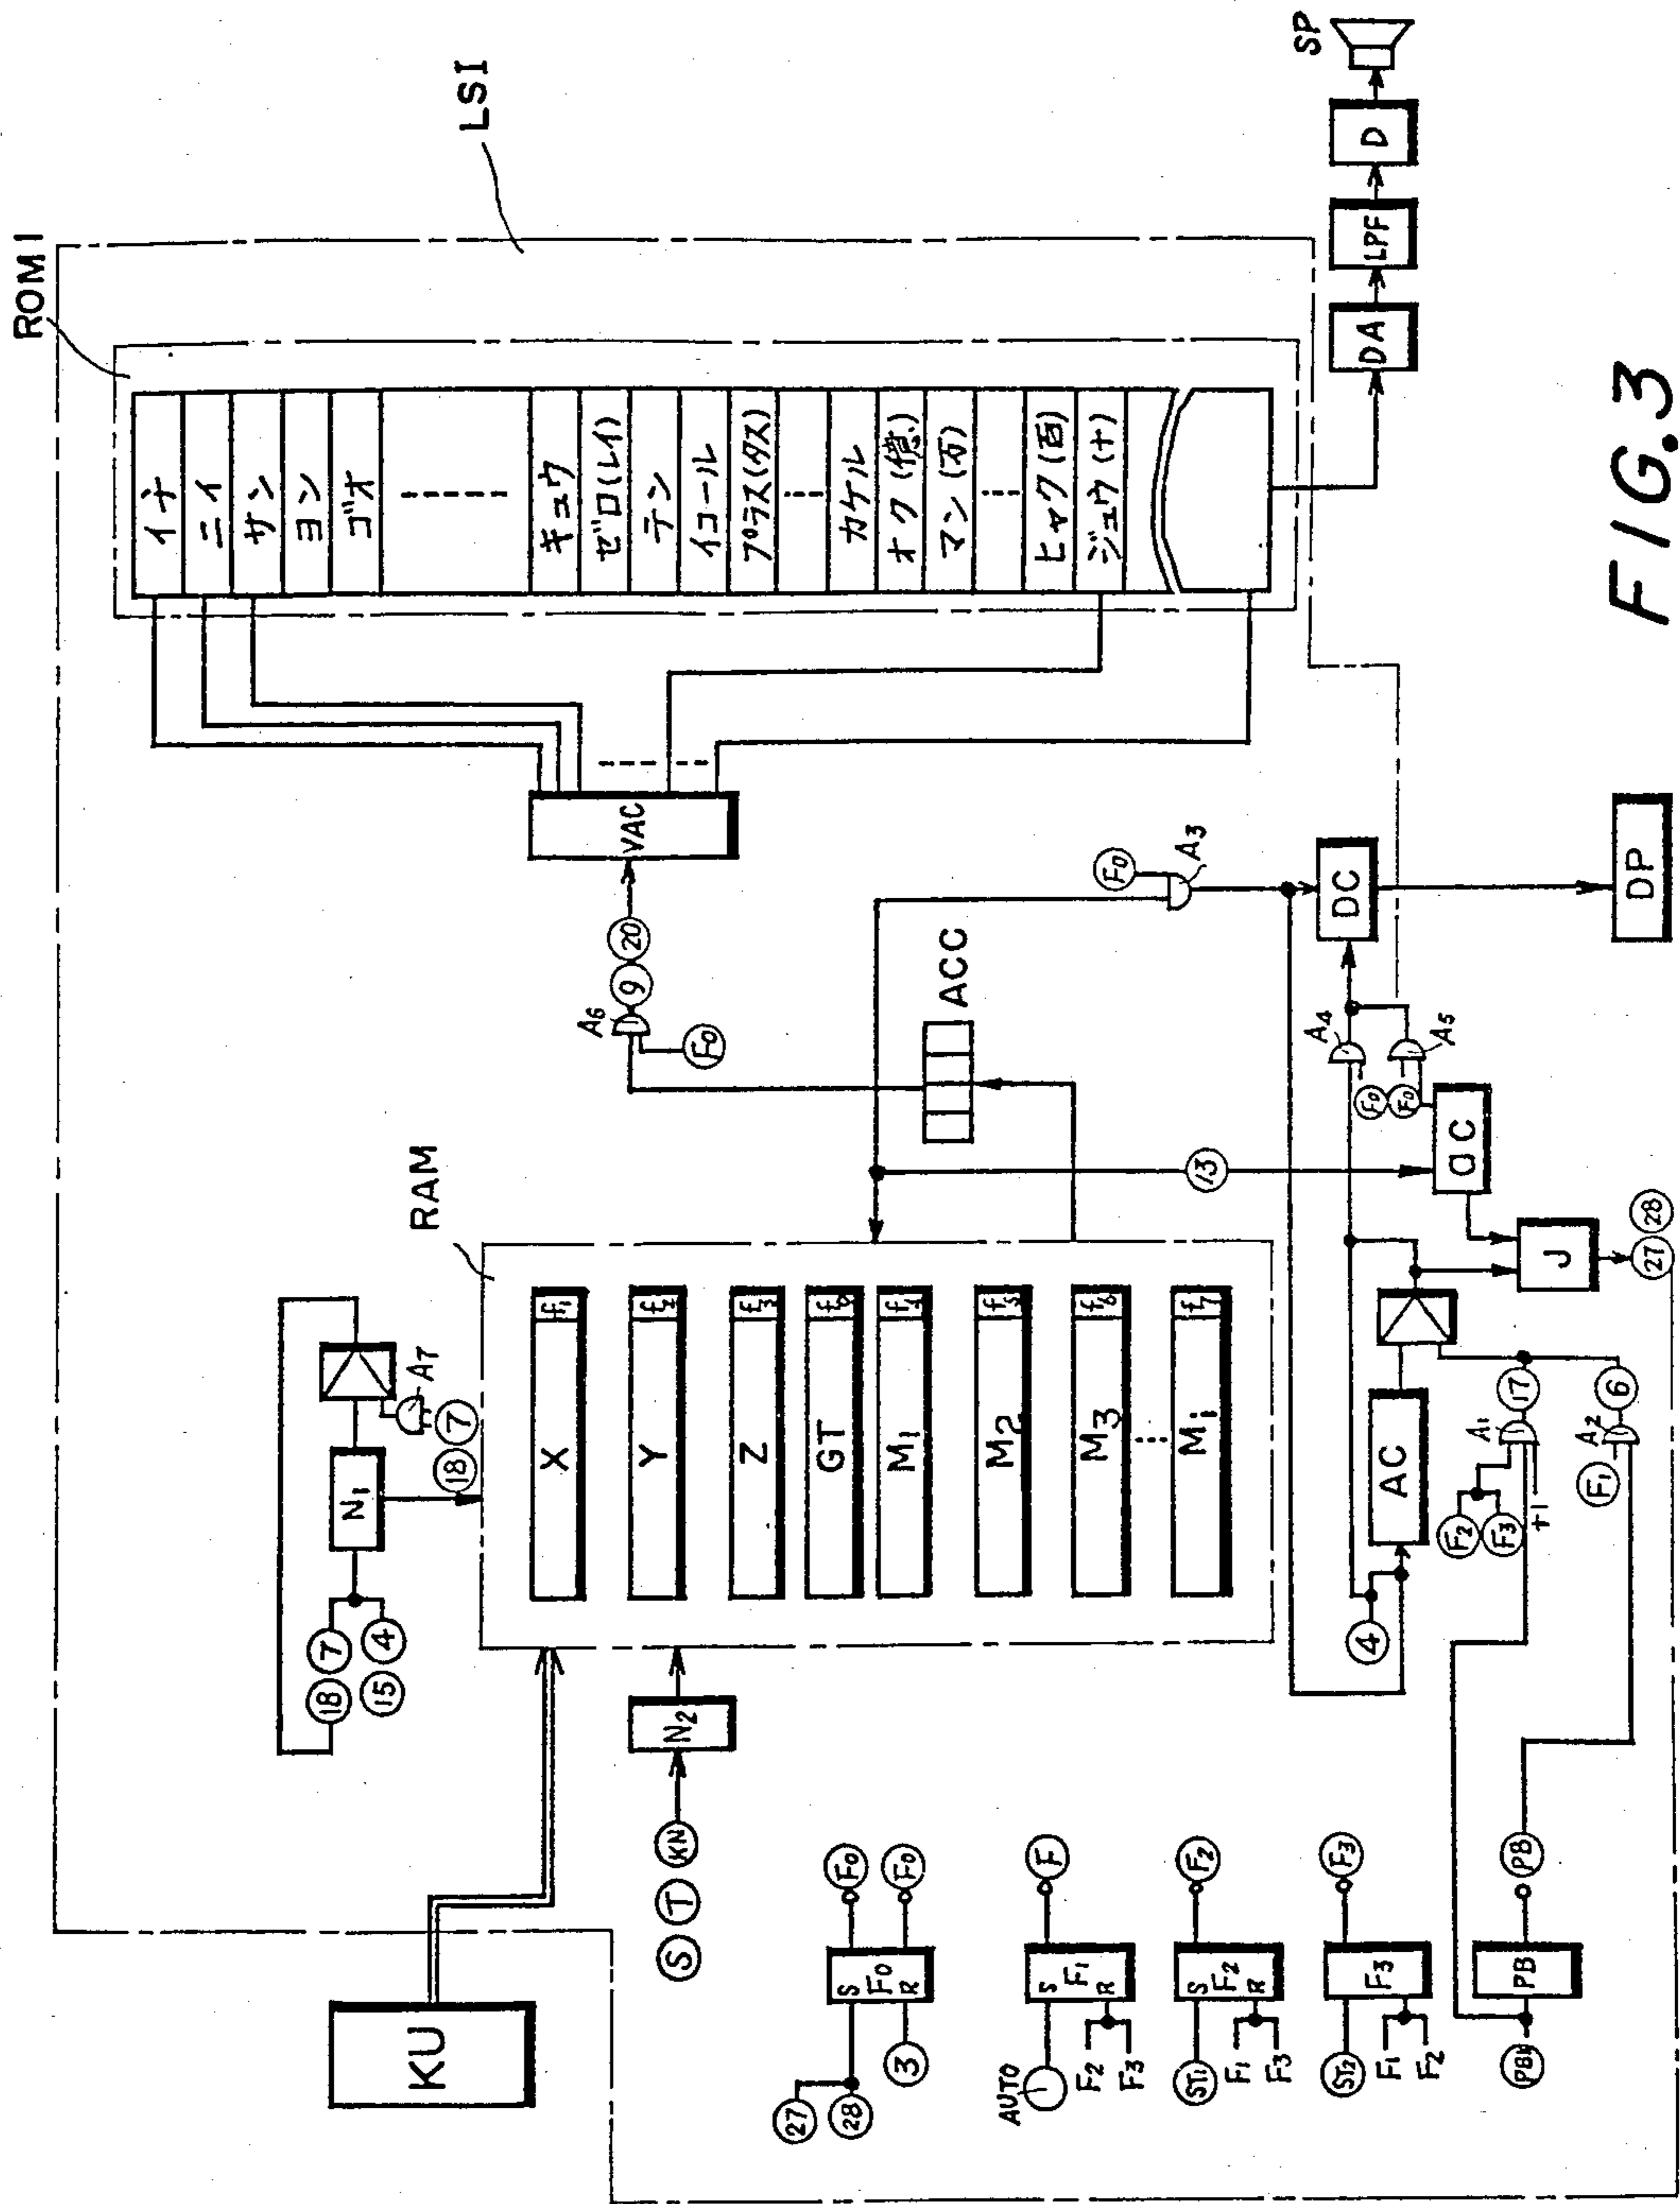 ROM I
LSI
イチ
ニイ
サン
ヨン
ゴオ
キュウ
ゼロ(レイ)
テン
イコール
プラス(タス)
カケル
オク(億)
マン(万)
ヒャク(百)
ジュウ(十)
SP
D
LPF
DA
VAC
A6
9
20
F0
ACC
F0
A3
DC
DP
A4
A5
F0
F0
QC
13
J
27
28
RAM
X f1
Y f2
Z f3
GT
M1 f4
M2 f5
M3 f6
Mi f7
A7
18
7
N1
18
7
15
4
N2
S
T
KN
KU
AC
4
A1
17
A2
6
F2
F3
+1
F1
27
28
S
F0
R
3
F0
F0
AUTO
S
F1
R
F2
F3
F
ST1
S
F2
R
F1
F3
F2
ST2
F3
F1
F2
F3
PB
PB
FIG.3